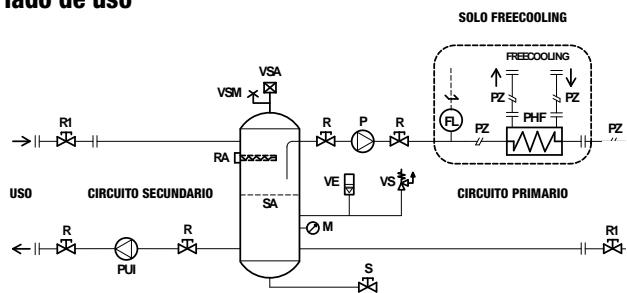 lado de uso
SOLO FREECOOLING
FREECOOLING
VSA
VSM
R1
R
P
R
FL
PZ
PZ
PZ
PHF
PZ
RA
USO
CIRCUITO SECUNDARIO
VE
VS
CIRCUITO PRIMARIO
SA
M
R
R
R1
PUI
S